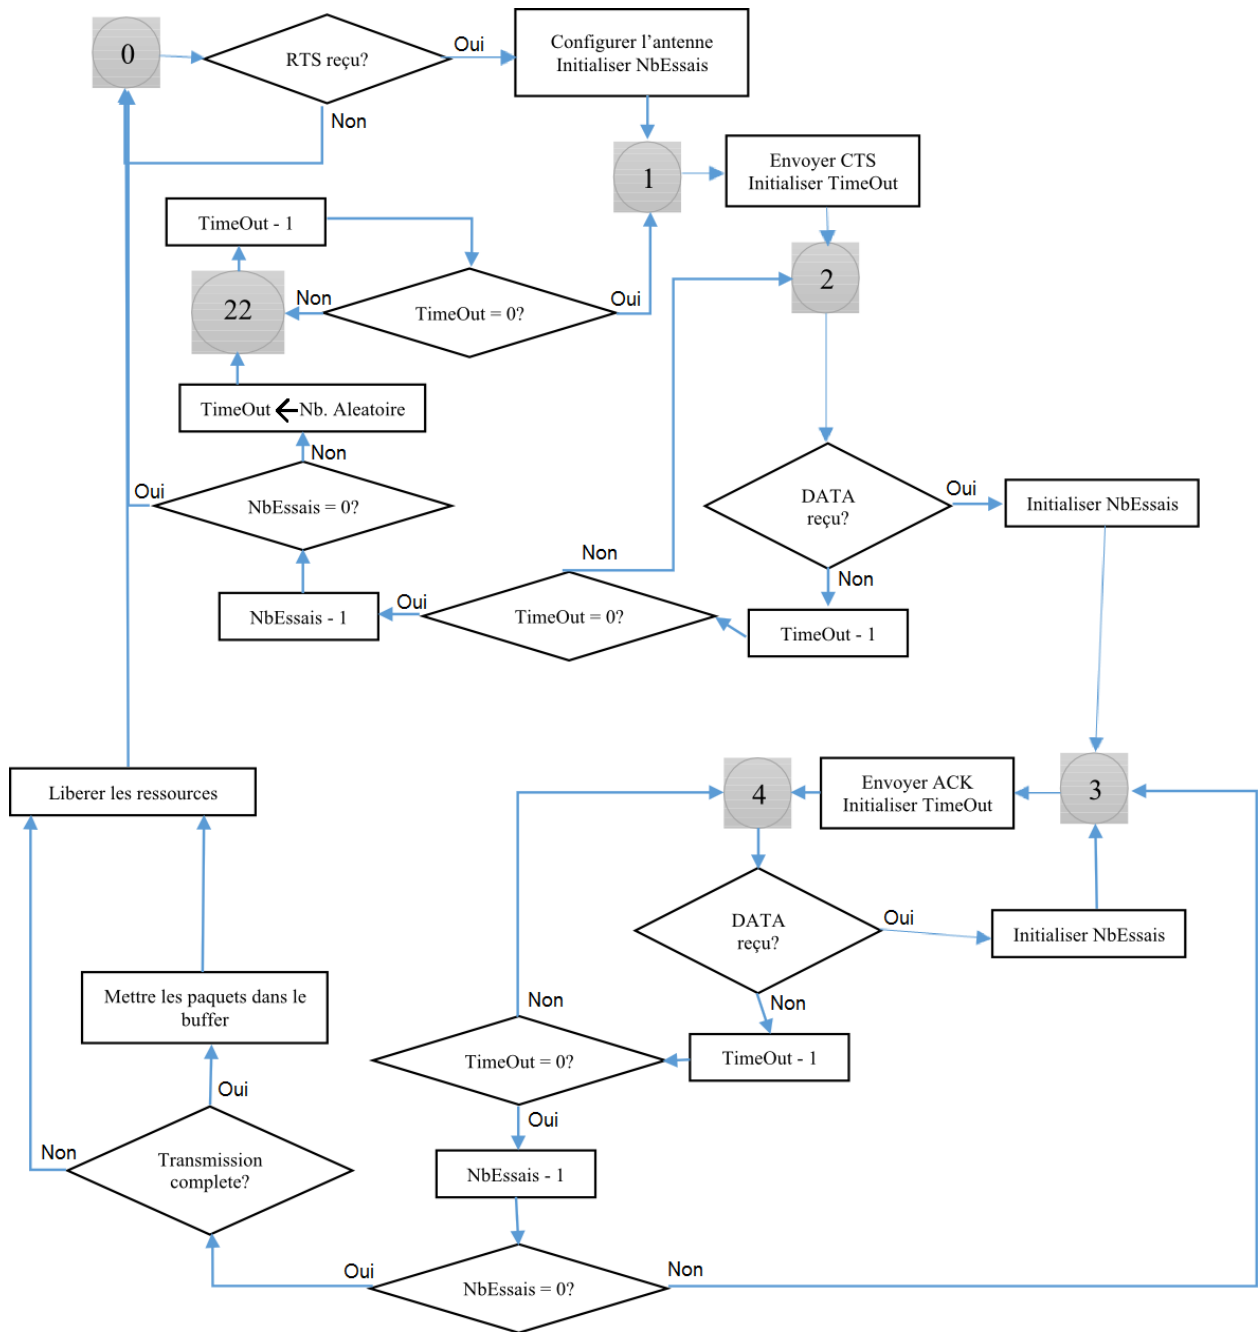 0
RTS reçu?
Oui
Non
Configurer l'antenne
Initialiser NbEssais
1
Envoyer CTS
Initialiser TimeOut
TimeOut - 1
2
22
Non
TimeOut = 0?
Oui
TimeOut ← Nb. Aleatoire
Non
Oui
NbEssais = 0?
DATA
reçu?
Oui
Initialiser NbEssais
Non
Non
NbEssais - 1
Oui
TimeOut = 0?
TimeOut - 1
Liberer les ressources
4
Envoyer ACK
Initialiser TimeOut
3
DATA
reçu?
Oui
Initialiser NbEssais
Mettre les paquets dans le
buffer
Non
Non
TimeOut = 0?
TimeOut - 1
Oui
Oui
Non
Transmission
complete?
NbEssais - 1
Oui
NbEssais = 0?
Non